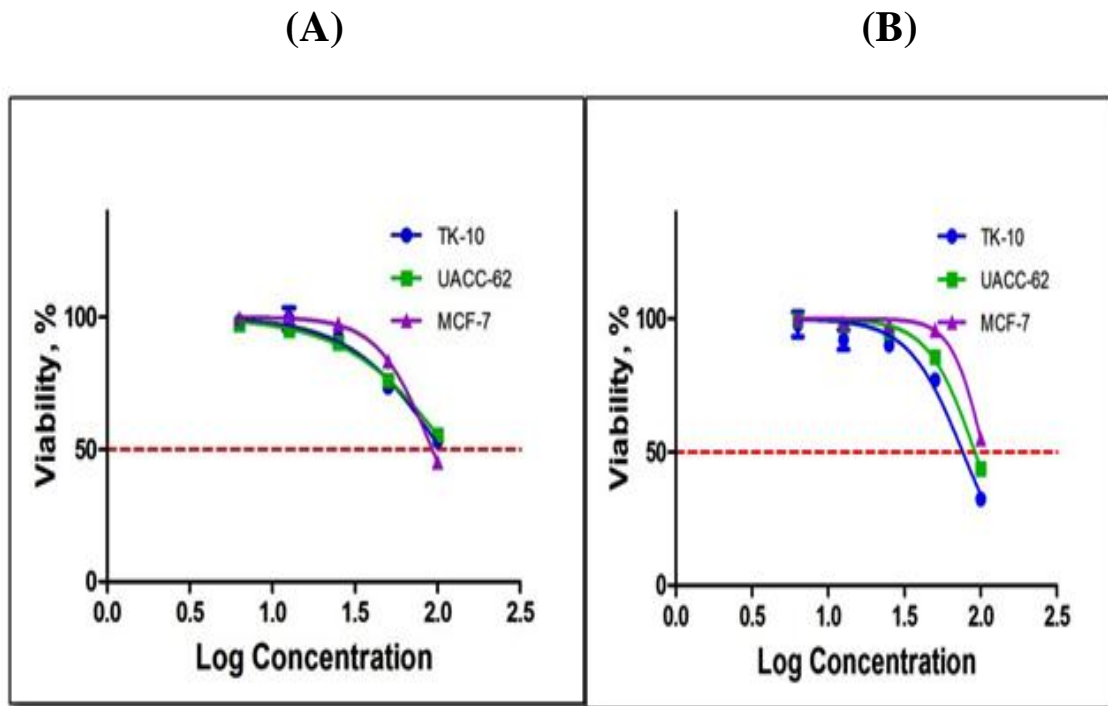 (A)
(B)
TK-10
UACC-62
MCF-7
100
50
0
Viability, %
0.0 0.5 1.0 1.5 2.0 2.5
Log Concentration
TK-10
UACC-62
MCF-7
100
50
0
Viability, %
0.0 0.5 1.0 1.5 2.0 2.5
Log Concentration